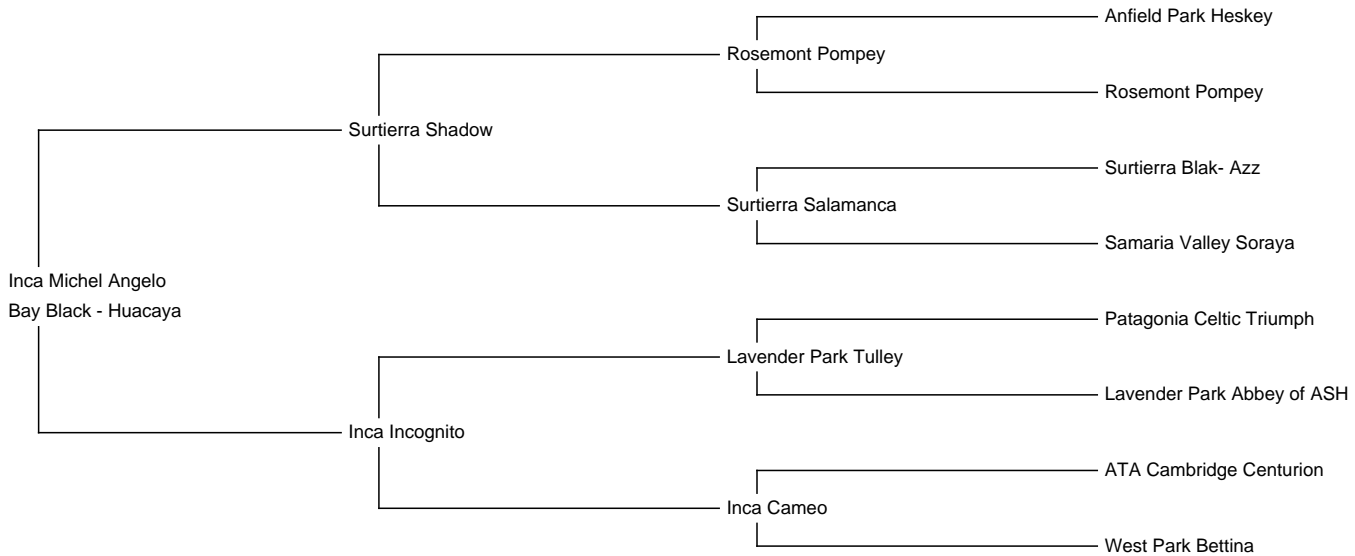 Anfield Park Heskey
Rosemont Pompey
Rosemont Pompey
Surtierra Shadow
Surtierra Blak- Azz
Surtierra Salamanca
Samaria Valley Soraya
Inca Michel Angelo
Bay Black - Huacaya
Patagonia Celtic Triumph
Lavender Park Tulley
Lavender Park Abbey of ASH
Inca Incognito
ATA Cambridge Centurion
Inca Cameo
West Park Bettina